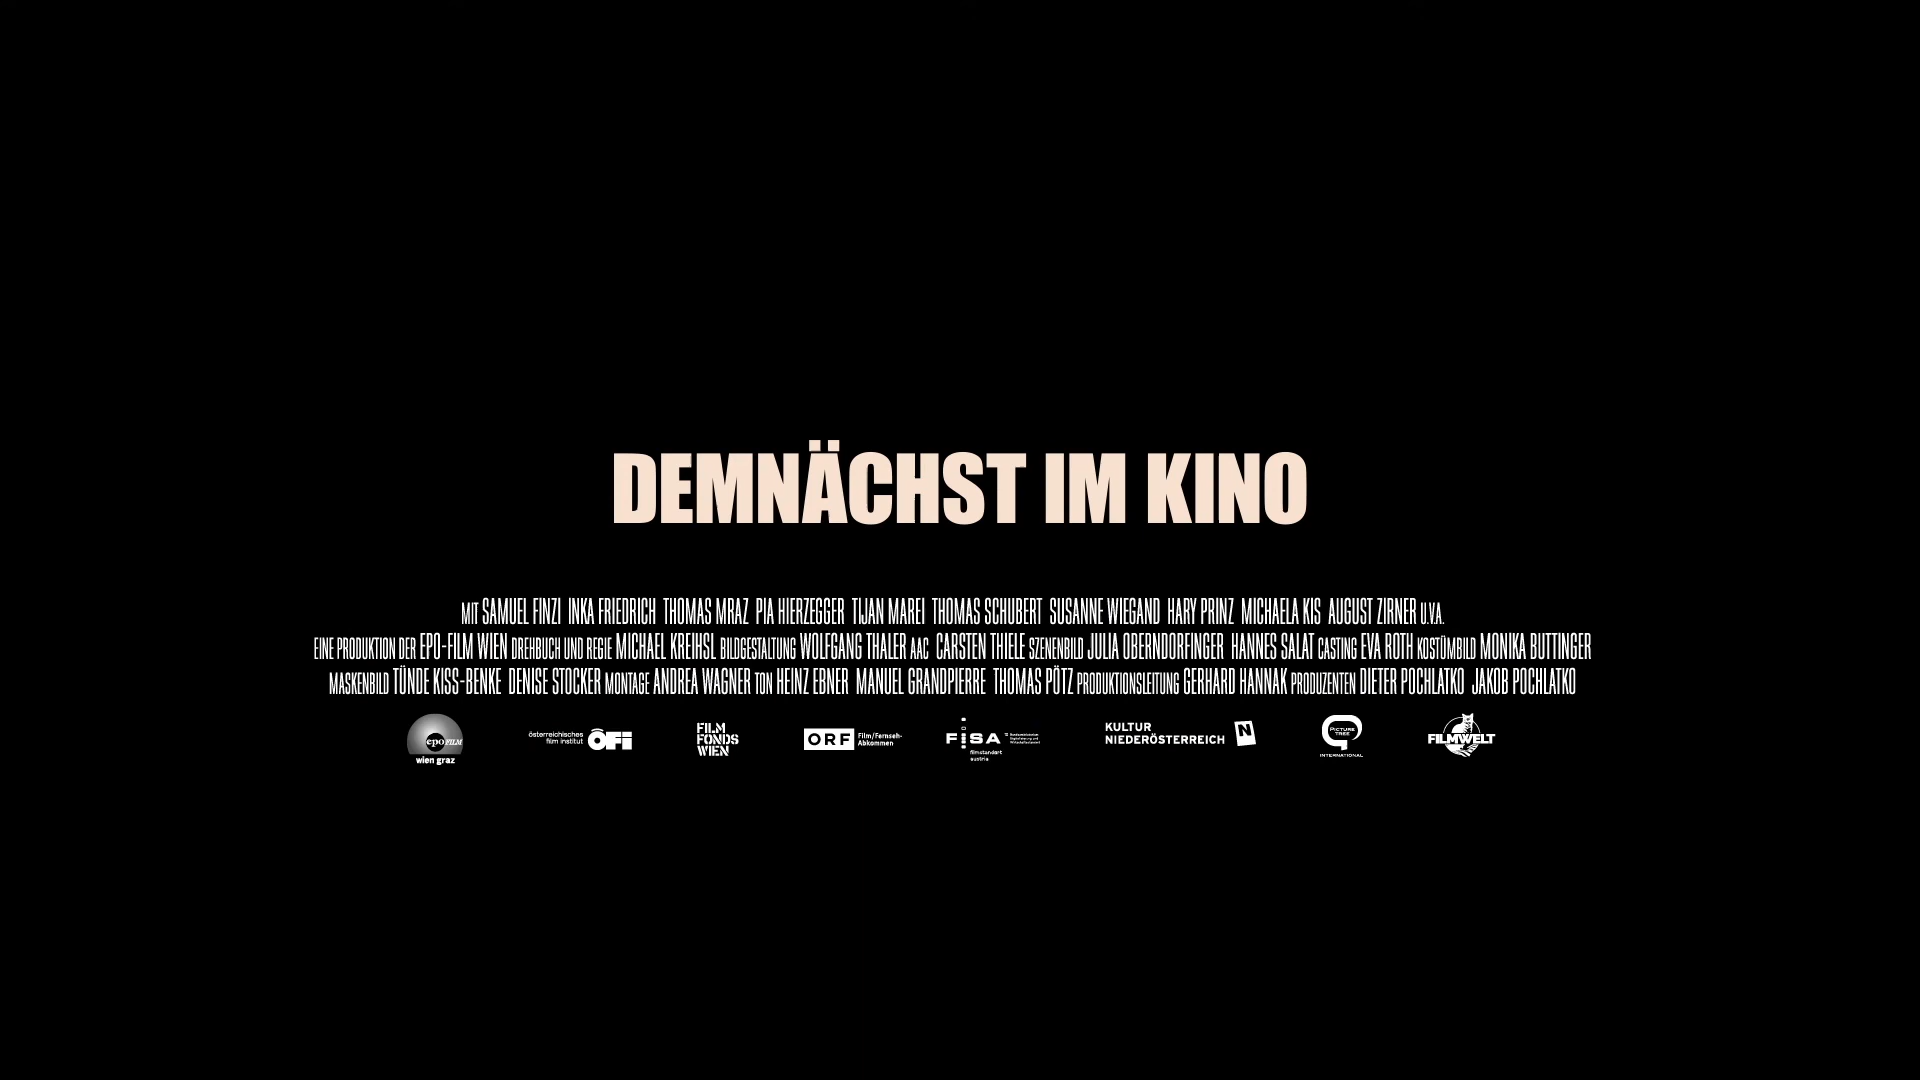 DEMNÄCHST IM KINO
MIT SAMUEL FINZI INKA FRIEDRICH THOMAS MRAZ PIA HIERZEGGER TIJAN MAREI THOMAS SCHUBERT SUSANNE WIEGAND HARY PRINZ MICHAELA KIS AUGUST ZIRNER U.V.A.
EINE PRODUKTION DER EPO-FILM WIEN DREHBUCH UND REGIE MICHAEL KREIHSL BILDGESTALTUNG WOLFGANG THALER AAC CARSTEN THIELE SZENENBILD JULIA OBERNDORFINGER HANNES SALAT CASTING EVA ROTH KOSTÜMBILD MONIKA BUTTINGER
MASKENBILD TÜNDE KISS-BENKE DENISE STOCKER MONTAGE ANDREA WAGNER TON HEINZ EBNER MANUEL GRANDPIERRE THOMAS PÖTZ PRODUKTIONSLEITUNG GERHARD HANNAK PRODUZENTEN DIETER POCHLATKO JAKOB POCHLATKO
epo FILM
wien graz
österreichisches
film institut
ÖFI
FILM
FONDS
WIEN
ORF
Film/Fernseh-
Abkommen
FISA
filmstandort
austria
KULTUR
NIEDERÖSTERREICH
N
PICTURE
TREE
INTERNATIONAL
FILMWELT